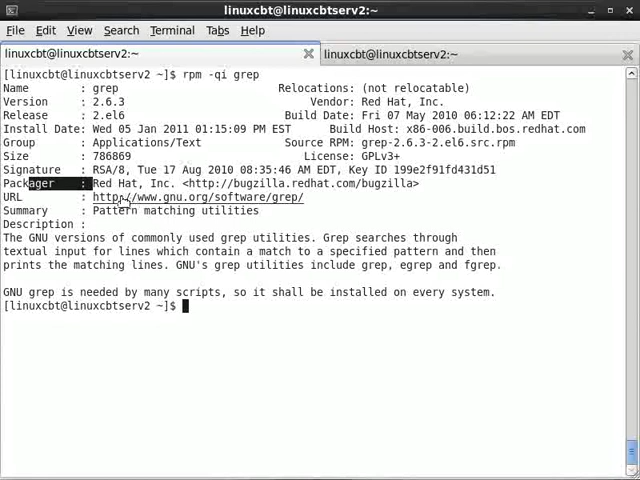 linuxcbt@linuxcbtserv2:~
File Edit View Search Terminal Tabs Help
linuxcbt@linuxcbtserv2:~ linuxcbt@linuxcbtserv2:~
[linuxcbt@linuxcbtserv2 ~]$ rpm -qi grep
Name : grep Relocations: (not relocatable)
Version : 2.6.3 Vendor: Red Hat, Inc.
Release : 2.el6 Build Date: Fri 07 May 2010 06:12:22 AM EDT
Install Date: Wed 05 Jan 2011 01:15:09 PM EST Build Host: x86-006.build.bos.redhat.com
Group : Applications/Text Source RPM: grep-2.6.3-2.el6.src.rpm
Size : 786869 License: GPLv3+
Signature : RSA/8, Tue 17 Aug 2010 08:35:46 AM EDT, Key ID 199e2f91fd431d51
Packager : Red Hat, Inc. <http://bugzilla.redhat.com/bugzilla>
URL : http://www.gnu.org/software/grep/
Summary : Pattern matching utilities
Description :
The GNU versions of commonly used grep utilities. Grep searches through
textual input for lines which contain a match to a specified pattern and then
prints the matching lines. GNU's grep utilities include grep, egrep and fgrep.
GNU grep is needed by many scripts, so it shall be installed on every system.
[linuxcbt@linuxcbtserv2 ~]$